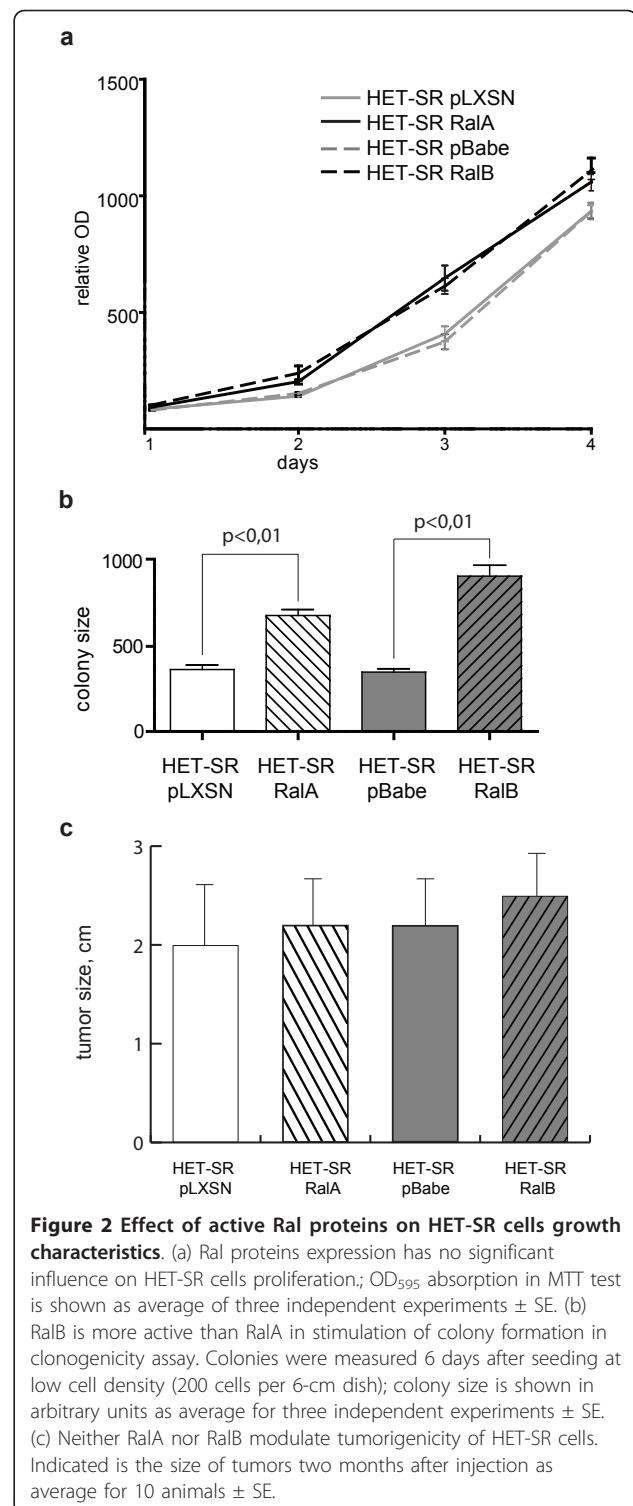 a
1500
1000
500
relative OD
HET-SR pLXSN
HET-SR RalA
HET-SR pBabe
HET-SR RalB
1 2 3 4
days
b
p<0,01 p<0,01
1000
500
0
colony size
HET-SR pLXSN
HET-SR RalA
HET-SR pBabe
HET-SR RalB
c
3
2
1
0
tumor size, cm
HET-SR pLXSN
HET-SR RalA
HET-SR pBabe
HET-SR RalB
Figure 2 Effect of active Ral proteins on HET-SR cells growth
characteristics. (a) Ral proteins expression has no significant
influence on HET-SR cells proliferation.; OD595 absorption in MTT test
is shown as average of three independent experiments ± SE. (b)
RalB is more active than RalA in stimulation of colony formation in
clonogenicity assay. Colonies were measured 6 days after seeding at
low cell density (200 cells per 6-cm dish); colony size is shown in
arbitrary units as average for three independent experiments ± SE.
(c) Neither RalA nor RalB modulate tumorigenicity of HET-SR cells.
Indicated is the size of tumors two months after injection as
average for 10 animals ± SE.